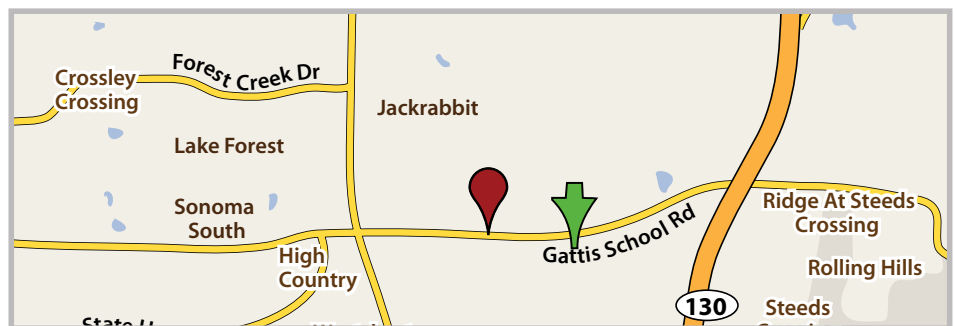 Forest Creek Dr
Crossley
Crossing
Jackrabbit
Lake Forest
Sonoma
South
Ridge At Steeds
Crossing
Gattis School Rd
High
Country
Rolling Hills
130
Steeds
State